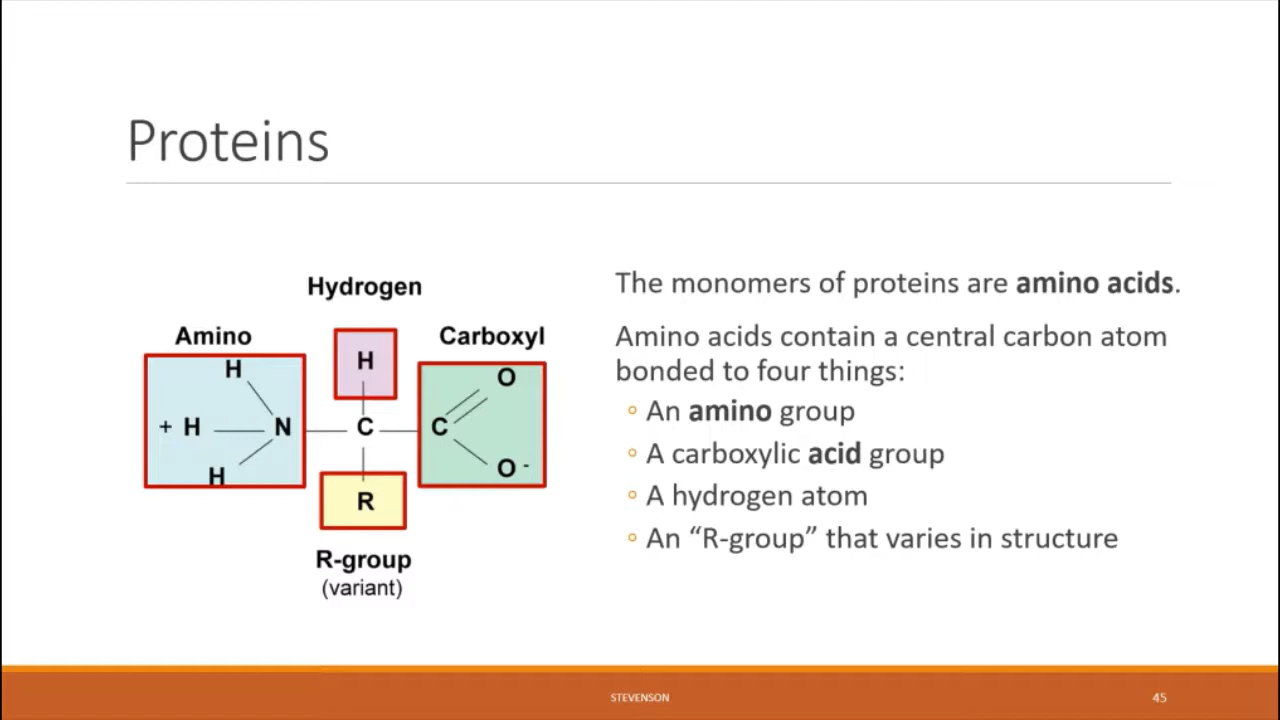 Proteins
Hydrogen
Amino
Carboxyl
H
H
O
+ H
N
C
C
H
O -
R
R-group
(variant)
The monomers of proteins are amino acids.
Amino acids contain a central carbon atom
bonded to four things:
◦ An amino group
◦ A carboxylic acid group
◦ A hydrogen atom
◦ An “R-group” that varies in structure
STEVENSON
45